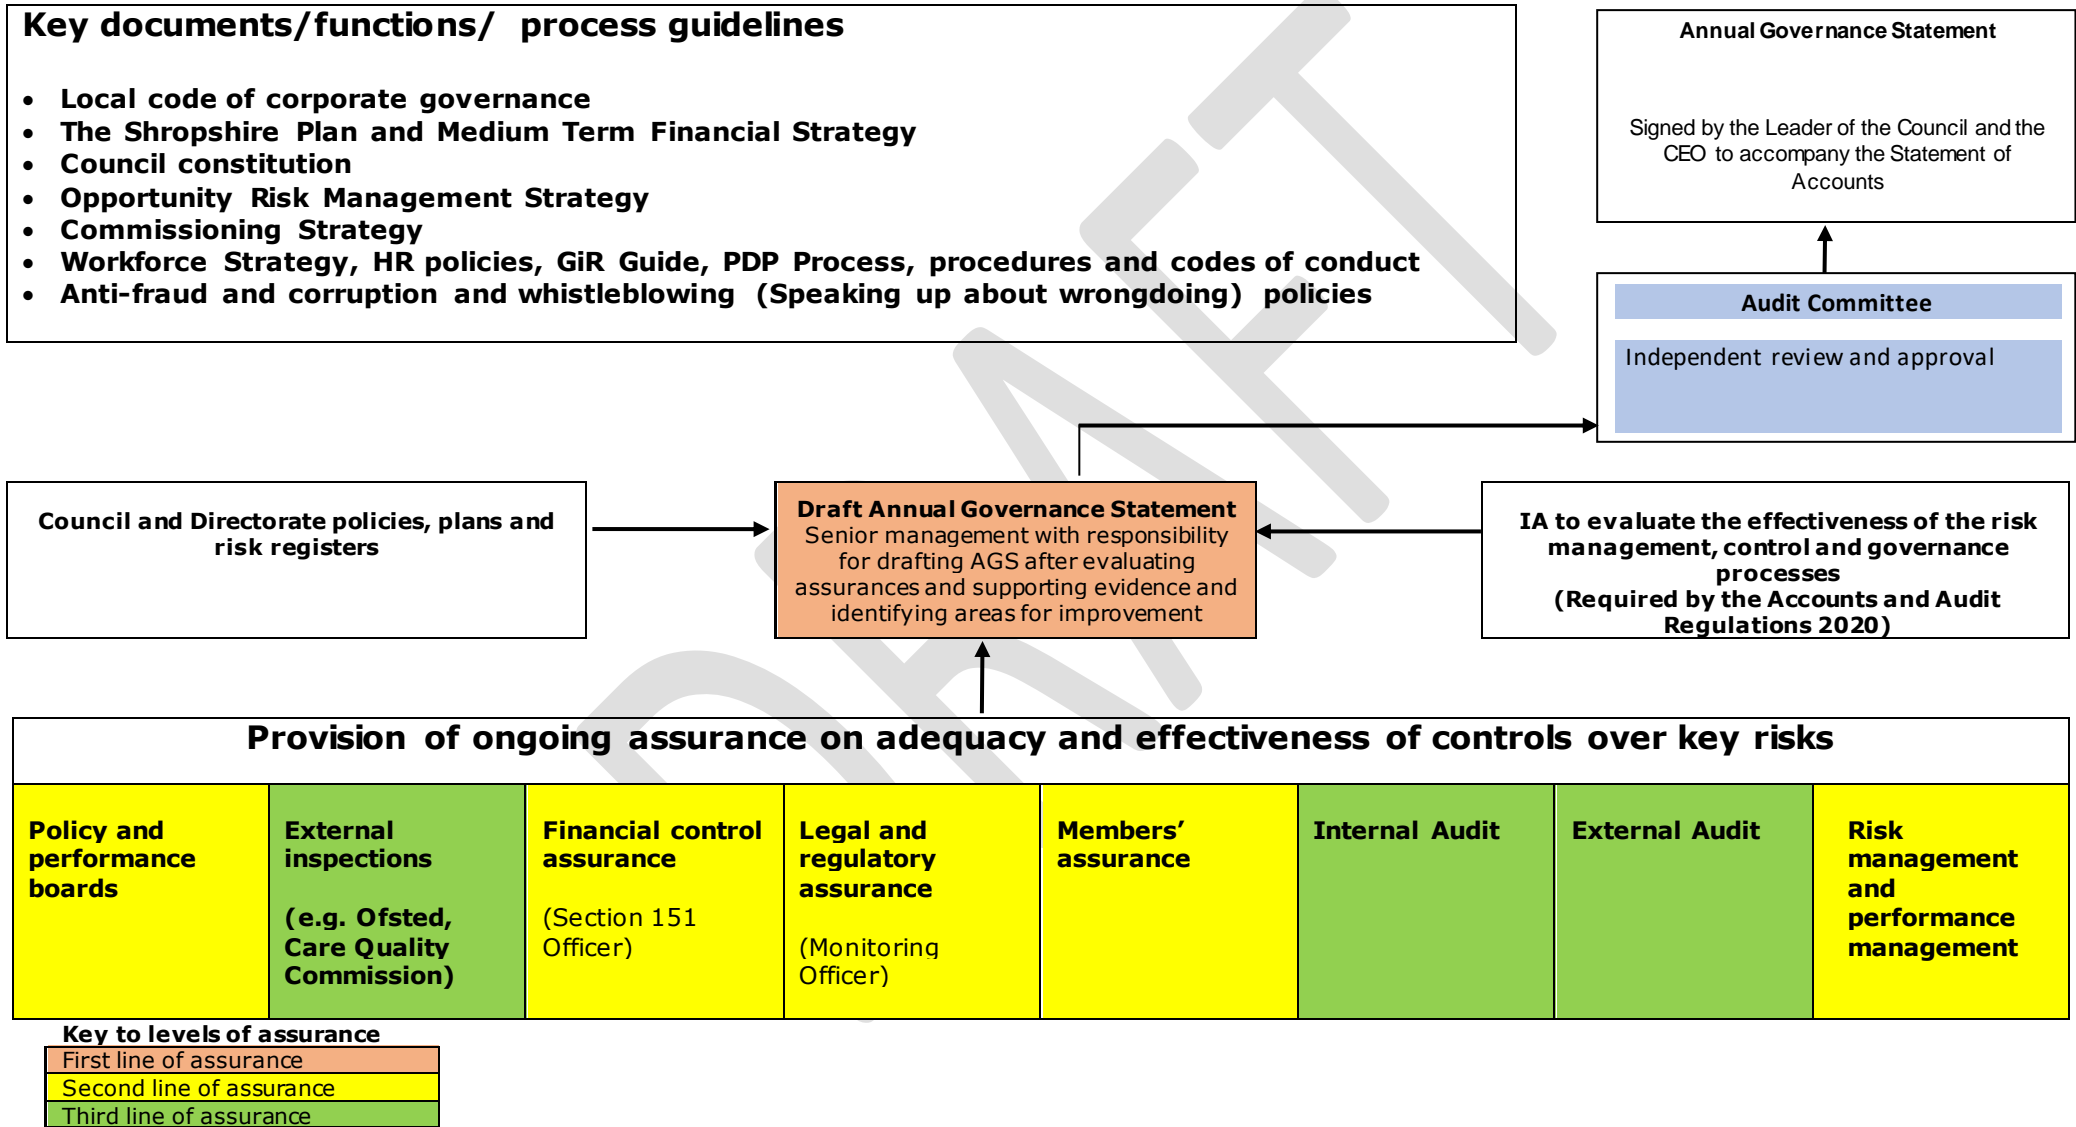 Key documents/functions/ process guidelines
• Local code of corporate governance
• The Shropshire Plan and Medium Term Financial Strategy
• Council constitution
• Opportunity Risk Management Strategy
• Commissioning Strategy
• Workforce Strategy, HR policies, GiR Guide, PDP Process, procedures and codes of conduct
• Anti-fraud and corruption and whistleblowing (Speaking up about wrongdoing) policies
Annual Governance Statement
Signed by the Leader of the Council and the
CEO to accompany the Statement of
Accounts
Audit Committee
Independent review and approval
Council and Directorate policies, plans and
risk registers
Draft Annual Governance Statement
Senior management with responsibility
for drafting AGS after evaluating
assurances and supporting evidence and
identifying areas for improvement
IA to evaluate the effectiveness of the risk
management, control and governance
processes
(Required by the Accounts and Audit
Regulations 2020)
Provision of ongoing assurance on adequacy and effectiveness of controls over key risks
Policy and
performance
boards
External
inspections
(e.g. Ofsted,
Care Quality
Commission)
Financial control
assurance
(Section 151
Officer)
Legal and
regulatory
assurance
(Monitoring
Officer)
Members’
assurance
Internal Audit
External Audit
Risk
management
and
performance
management
Key to levels of assurance
First line of assurance
Second line of assurance
Third line of assurance
DRAFT